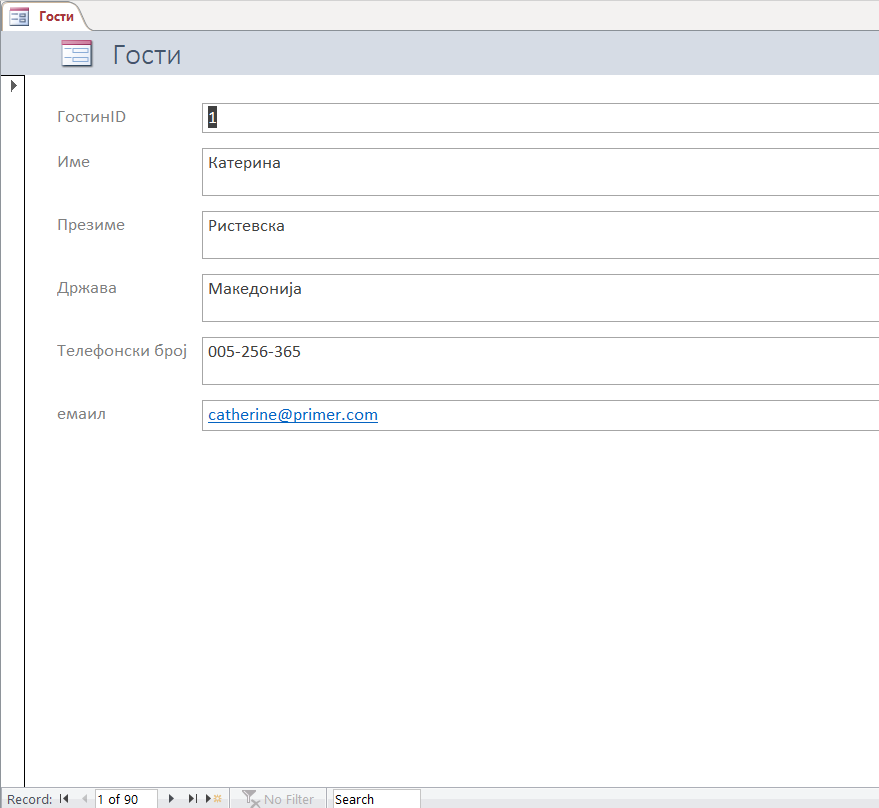 Гости
Гости
ГостинID 1
Име Катерина
Презиме Ристевска
Држава Македонија
Телефонски број 005-256-365
емаил catherine@primer.com
Record: 1 of 90 No Filter Search